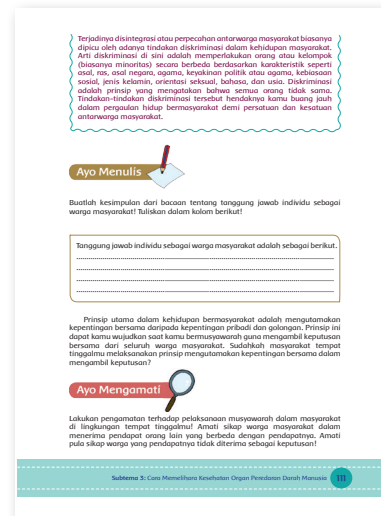 Terjadinya disintegrasi atau perpecahan antarwarga masyarakat biasanya
dipicu oleh adanya tindakan diskriminasi dalam kehidupan masyarakat.
Arti diskriminasi di sini adalah memperlakukan orang atau kelompok
(biasanya minoritas) secara berbeda berdasarkan karakteristik seperti
asal, ras, asal negara, agama, keyakinan politik atau agama, kebiasaan
sosial, jenis kelamin, orientasi seksual, bahasa, dan usia. Diskriminasi
adalah prinsip yang mengatakan bahwa semua orang tidak sama.
Tindakan-tindakan diskriminasi tersebut hendaknya kamu buang jauh
dalam pergaulan hidup bermasyarakat demi persatuan dan kesatuan
antarwarga masyarakat.
Ayo Menulis
Buatlah kesimpulan dari bacaan tentang tanggung jawab individu sebagai
warga masyarakat! Tuliskan dalam kolom berikut!
Tanggung jawab individu sebagai warga masyarakat adalah sebagai berikut.
Prinsip utama dalam kehidupan bermasyarakat adalah mengutamakan
kepentingan bersama daripada kepentingan pribadi dan golongan. Prinsip ini
dapat kamu wujudkan saat kamu bermusyawarah guna mengambil keputusan
bersama dari seluruh warga masyarakat. Sudahkah masyarakat tempat
tinggalmu melaksanakan prinsip mengutamakan kepentingan bersama dalam
mengambil keputusan?
Ayo Mengamati
Lakukan pengamatan terhadap pelaksanaan musyawarah dalam masyarakat
di lingkungan tempat tinggalmu! Amati sikap warga masyarakat dalam
menerima pendapat orang lain yang berbeda dengan pendapatnya. Amati
pula sikap warga yang pendapatnya tidak diterima sebagai keputusan!
Subtema 3: Cara Memelihara Kesehatan Organ Peredaran Darah Manusia 111